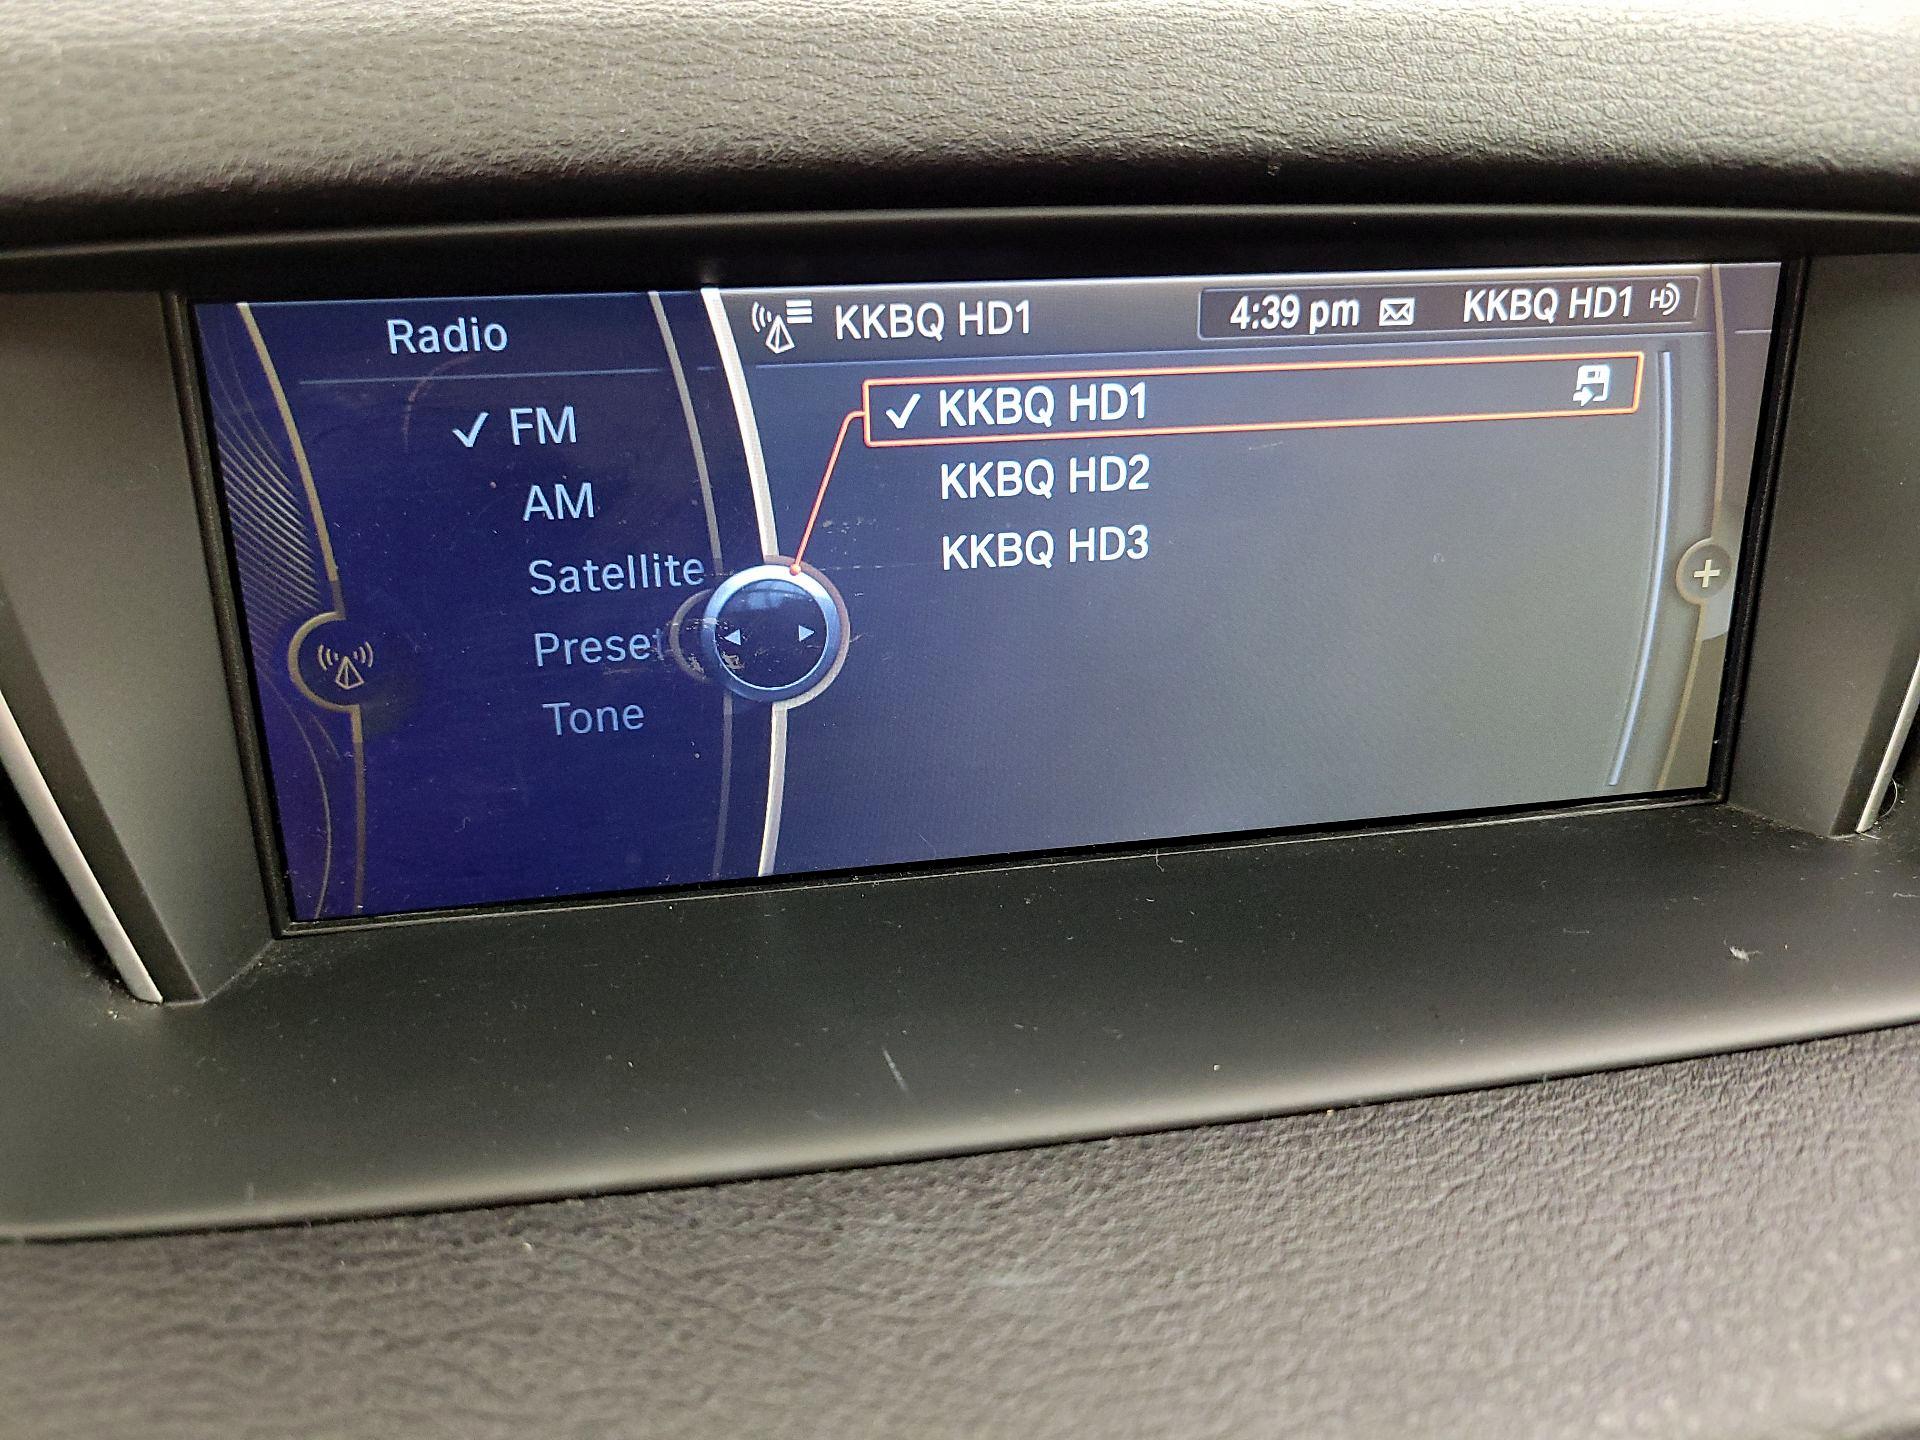 Radio
FM
AM
Satellite
Preset
Tone
KKBQ HD1
4:39 pm
KKBQ HD1 HD
KKBQ HD1
KKBQ HD2
KKBQ HD3